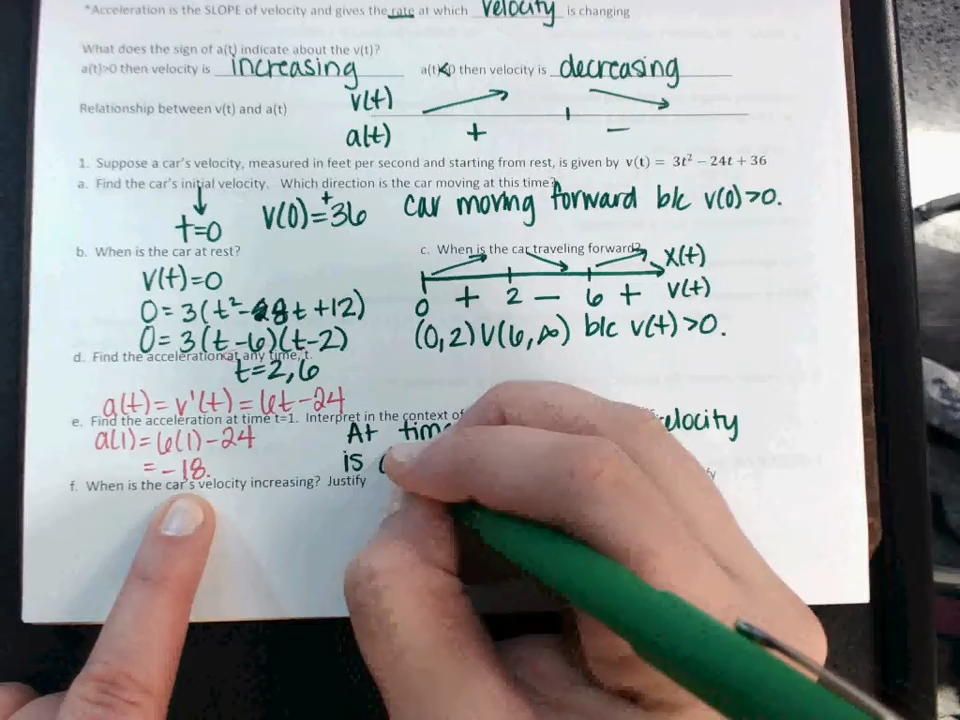 *Acceleration is the SLOPE of velocity and gives the rate at which velocity is changing
What does the sign of a(t) indicate about the v(t)?
a(t)>0 then velocity is increasing a(t)<0 then velocity is decreasing
Relationship between v(t) and a(t) v(t)
a(t) + −
1. Suppose a car's velocity, measured in feet per second and starting from rest, is given by v(t) = 3t² − 24t + 36
a. Find the car's initial velocity. Which direction is the car moving at this time?
t=0 v(0)=+36 car moving forward b/c v(0)>0.
b. When is the car at rest? c. When is the car traveling forward? x(t)
v(t)=0 0 + 2 − 6 + v(t)
0=3(t²-8t+12) (0,2)∪(6,∞) b/c v(t)>0.
0=3(t-6)(t-2)
d. Find the acceleration at any time, t. t=2,6
a(t)=v'(t)=6t-24
e. Find the acceleration at time t=1. Interpret in the context of velocity
a(1)=6(1)-24 At time
=-18. is
f. When is the car's velocity increasing? Justify